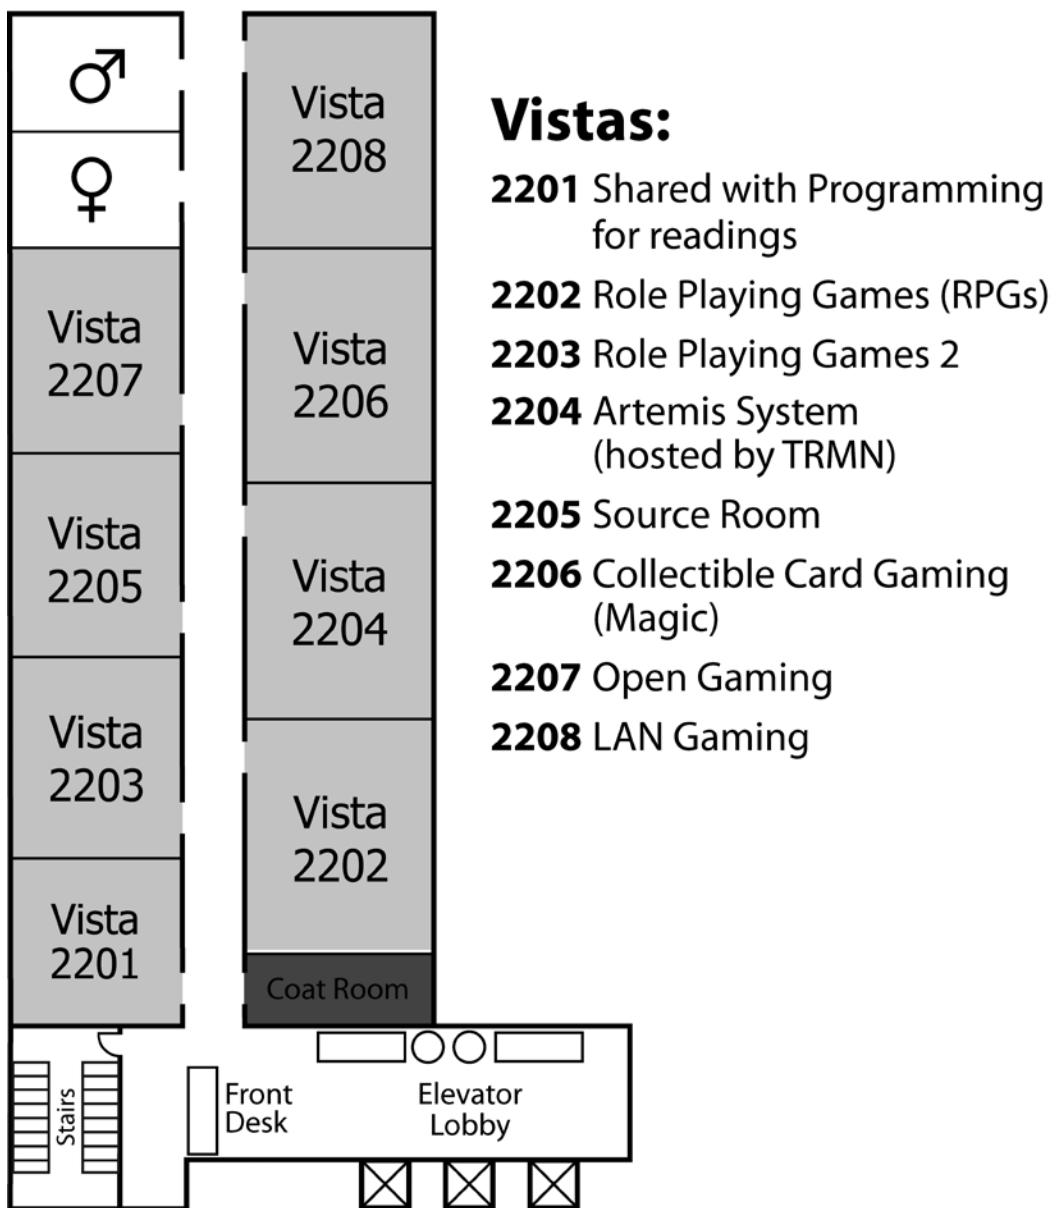 Vista
2208
Vista
2207
Vista
2206
Vista
2205
Vista
2204
Vista
2203
Vista
2202
Vista
2201
Coat Room
Stairs
Front
Desk
Elevator
Lobby
Vistas:
2201 Shared with Programming
for readings
2202 Role Playing Games (RPGs)
2203 Role Playing Games 2
2204 Artemis System
(hosted by TRMN)
2205 Source Room
2206 Collectible Card Gaming
(Magic)
2207 Open Gaming
2208 LAN Gaming